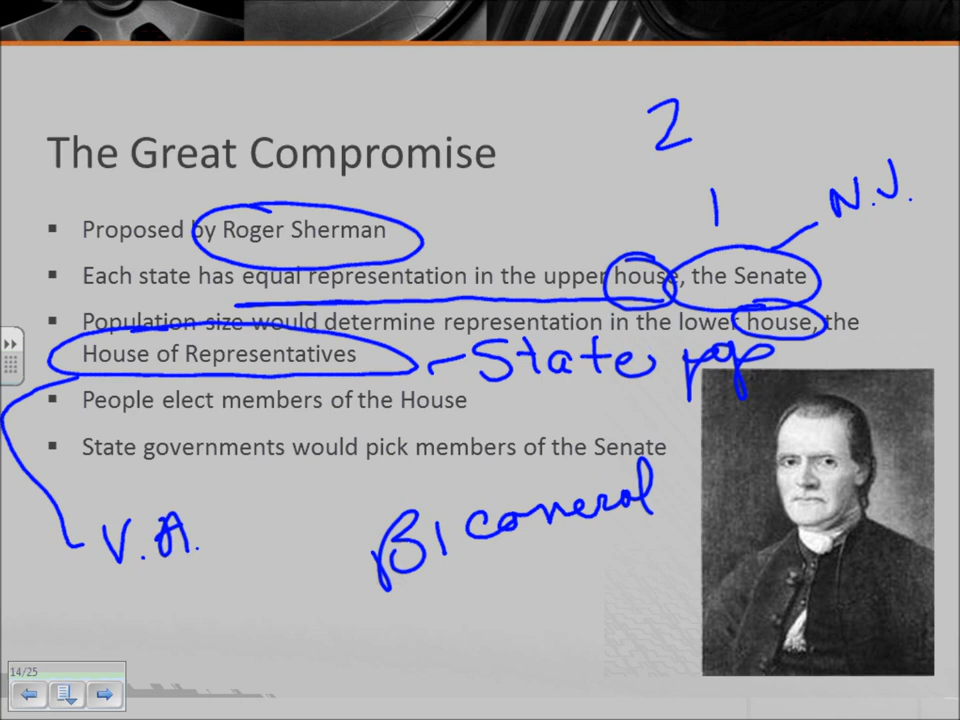 2
The Great Compromise
1
N.J.
Proposed by Roger Sherman
Each state has equal representation in the upper house, the Senate
Population size would determine representation in the lower house, the
House of Representatives
State pop
People elect members of the House
State governments would pick members of the Senate
V.A.
Bicameral
14/25